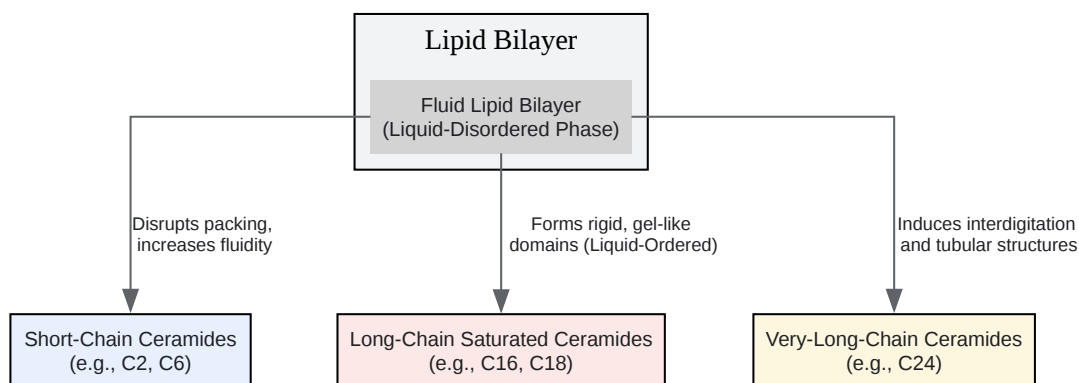 Lipid Bilayer
Fluid Lipid Bilayer
(Liquid-Disordered Phase)
Disrupts packing,
increases fluidity
Forms rigid, gel-like
domains (Liquid-Ordered)
Induces interdigitation
and tubular structures
Short-Chain Ceramides
(e.g., C2, C6)
Long-Chain Saturated Ceramides
(e.g., C16, C18)
Very-Long-Chain Ceramides
(e.g., C24)